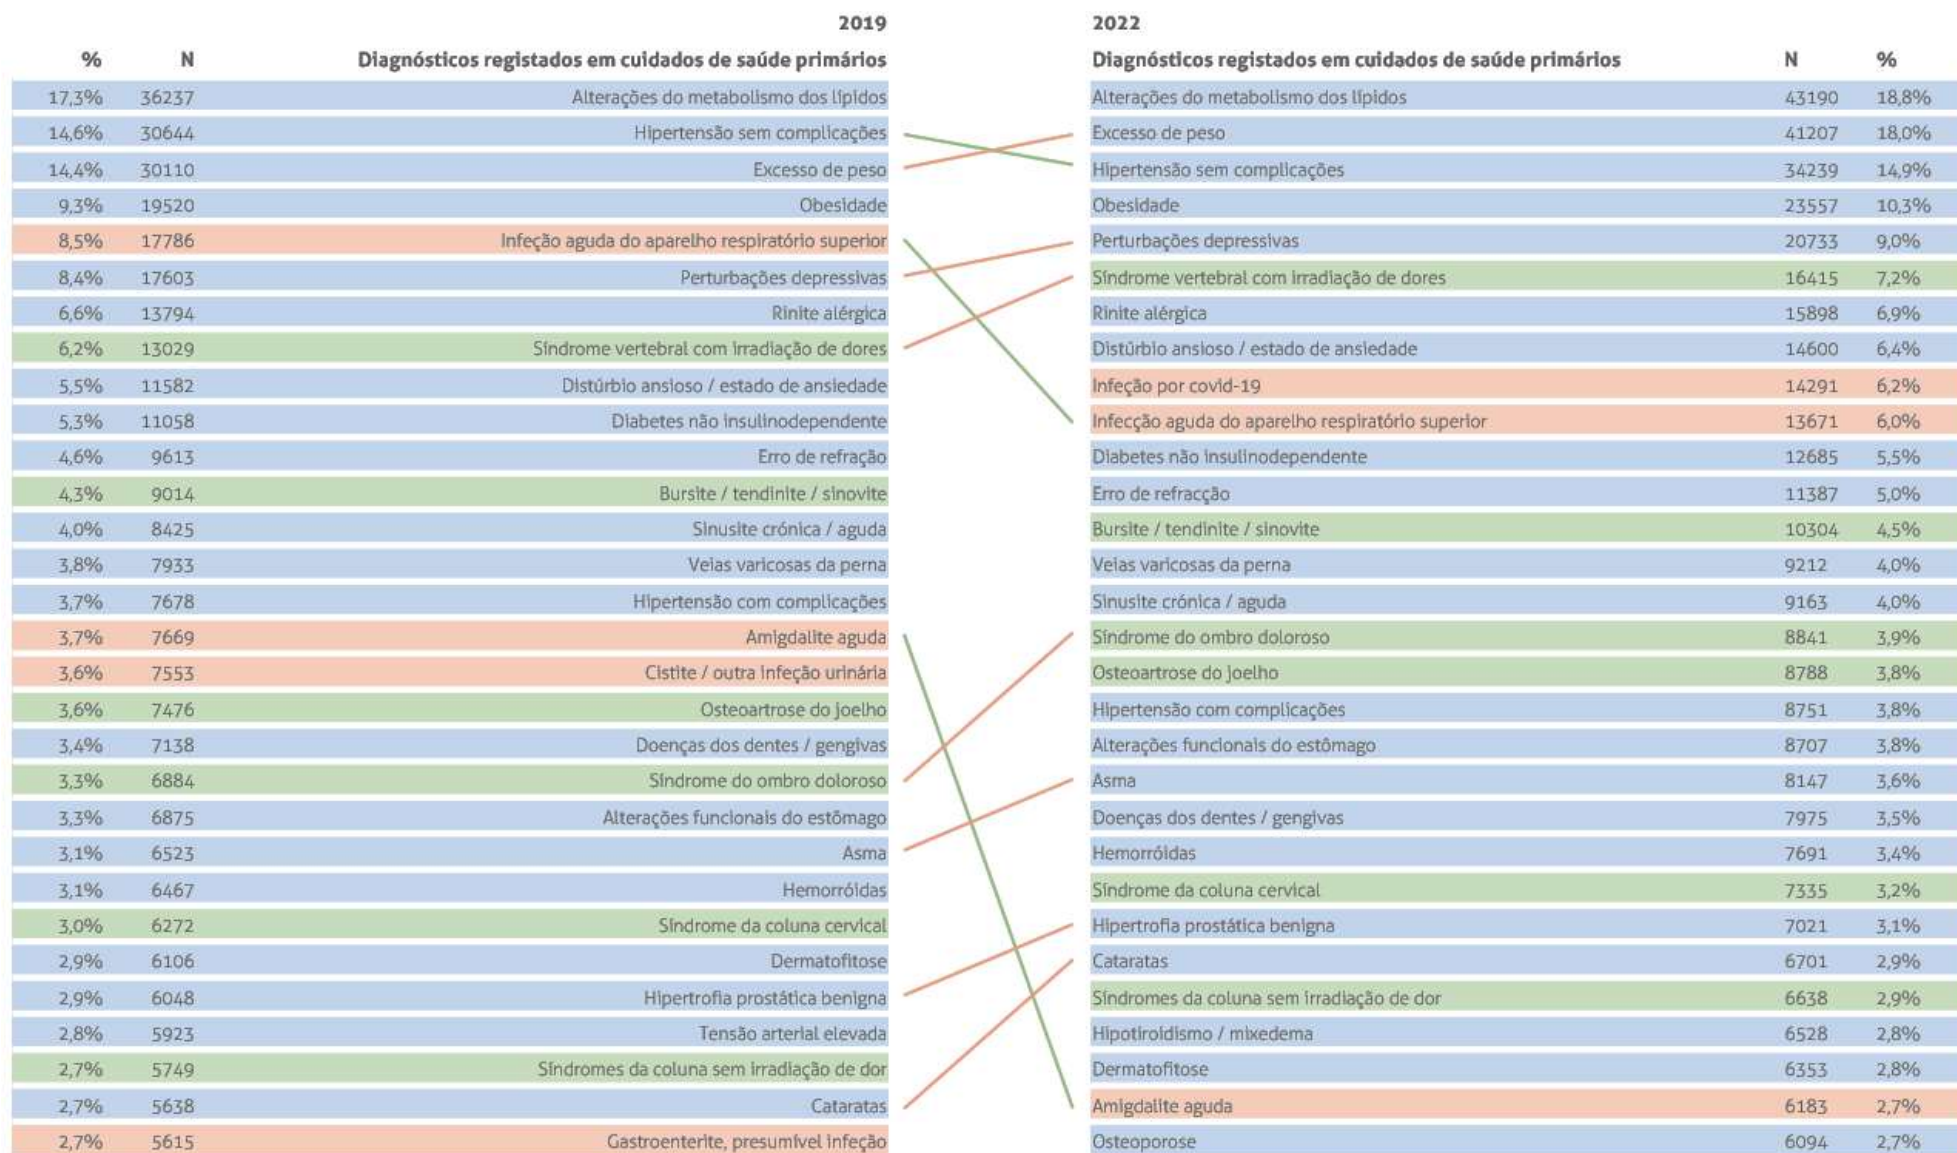 2019 2022
% N Diagnósticos registados em cuidados de saúde primários Diagnósticos registados em cuidados de saúde primários N %
17,3% 36237 Alterações do metabolismo dos lípidos Alterações do metabolismo dos lípidos 43190 18,8%
14,6% 30644 Hipertensão sem complicações Excesso de peso 41207 18,0%
14,4% 30110 Excesso de peso Hipertensão sem complicações 34239 14,9%
9,3% 19520 Obesidade Obesidade 23557 10,3%
8,5% 17786 Infeção aguda do aparelho respiratório superior Perturbações depressivas 20733 9,0%
8,4% 17603 Perturbações depressivas Síndrome vertebral com irradiação de dores 16415 7,2%
6,6% 13794 Rinite alérgica Rinite alérgica 15898 6,9%
6,2% 13029 Síndrome vertebral com irradiação de dores Distúrbio ansioso / estado de ansiedade 14600 6,4%
5,5% 11582 Distúrbio ansioso / estado de ansiedade Infeção por covid-19 14291 6,2%
5,3% 11058 Diabetes não insulinodependente Infecção aguda do aparelho respiratório superior 13671 6,0%
4,6% 9613 Erro de refração Diabetes não insulinodependente 12685 5,5%
4,3% 9014 Bursite / tendinite / sinovite Erro de refracção 11387 5,0%
4,0% 8425 Sinusite crónica / aguda Bursite / tendinite / sinovite 10304 4,5%
3,8% 7933 Veias varicosas da perna Veias varicosas da perna 9212 4,0%
3,7% 7678 Hipertensão com complicações Sinusite crónica / aguda 9163 4,0%
3,7% 7669 Amigdalite aguda Síndrome do ombro doloroso 8841 3,9%
3,6% 7553 Cistite / outra infeção urinária Osteoartrose do joelho 8788 3,8%
3,6% 7476 Osteoartrose do joelho Hipertensão com complicações 8751 3,8%
3,4% 7138 Doenças dos dentes / gengivas Alterações funcionais do estômago 8707 3,8%
3,3% 6884 Síndrome do ombro doloroso Asma 8147 3,6%
3,3% 6875 Alterações funcionais do estômago Doenças dos dentes / gengivas 7975 3,5%
3,1% 6523 Asma Hemorróidas 7691 3,4%
3,1% 6467 Hemorróidas Síndrome da coluna cervical 7335 3,2%
3,0% 6272 Síndrome da coluna cervical Hipertrofia prostática benigna 7021 3,1%
2,9% 6106 Dermatofitose Cataratas 6701 2,9%
2,9% 6048 Hipertrofia prostática benigna Síndromes da coluna sem irradiação de dor 6638 2,9%
2,8% 5923 Tensão arterial elevada Hipotiroidismo / mixedema 6528 2,8%
2,7% 5749 Síndromes da coluna sem irradiação de dor Dermatofitose 6353 2,8%
2,7% 5638 Cataratas Amigdalite aguda 6183 2,7%
2,7% 5615 Gastroenterite, presumível infeção Osteoporose 6094 2,7%